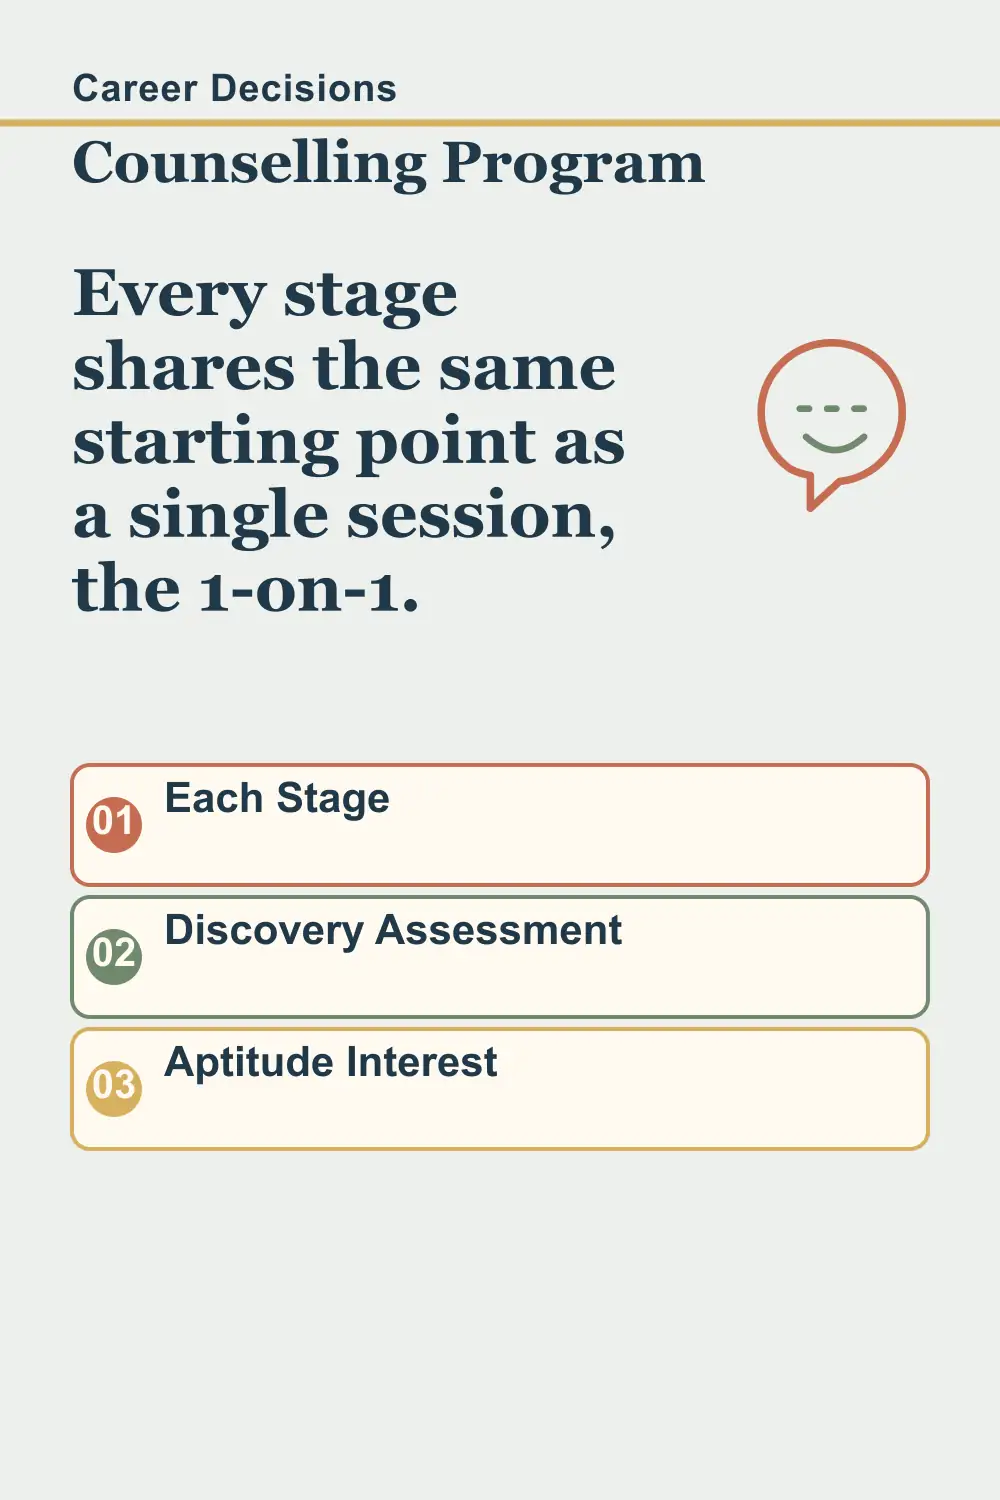 Career Decisions
Counselling Program
Every stage
shares the same
starting point as
a single session,
the 1-on-1.
01 Each Stage
02 Discovery Assessment
03 Aptitude Interest